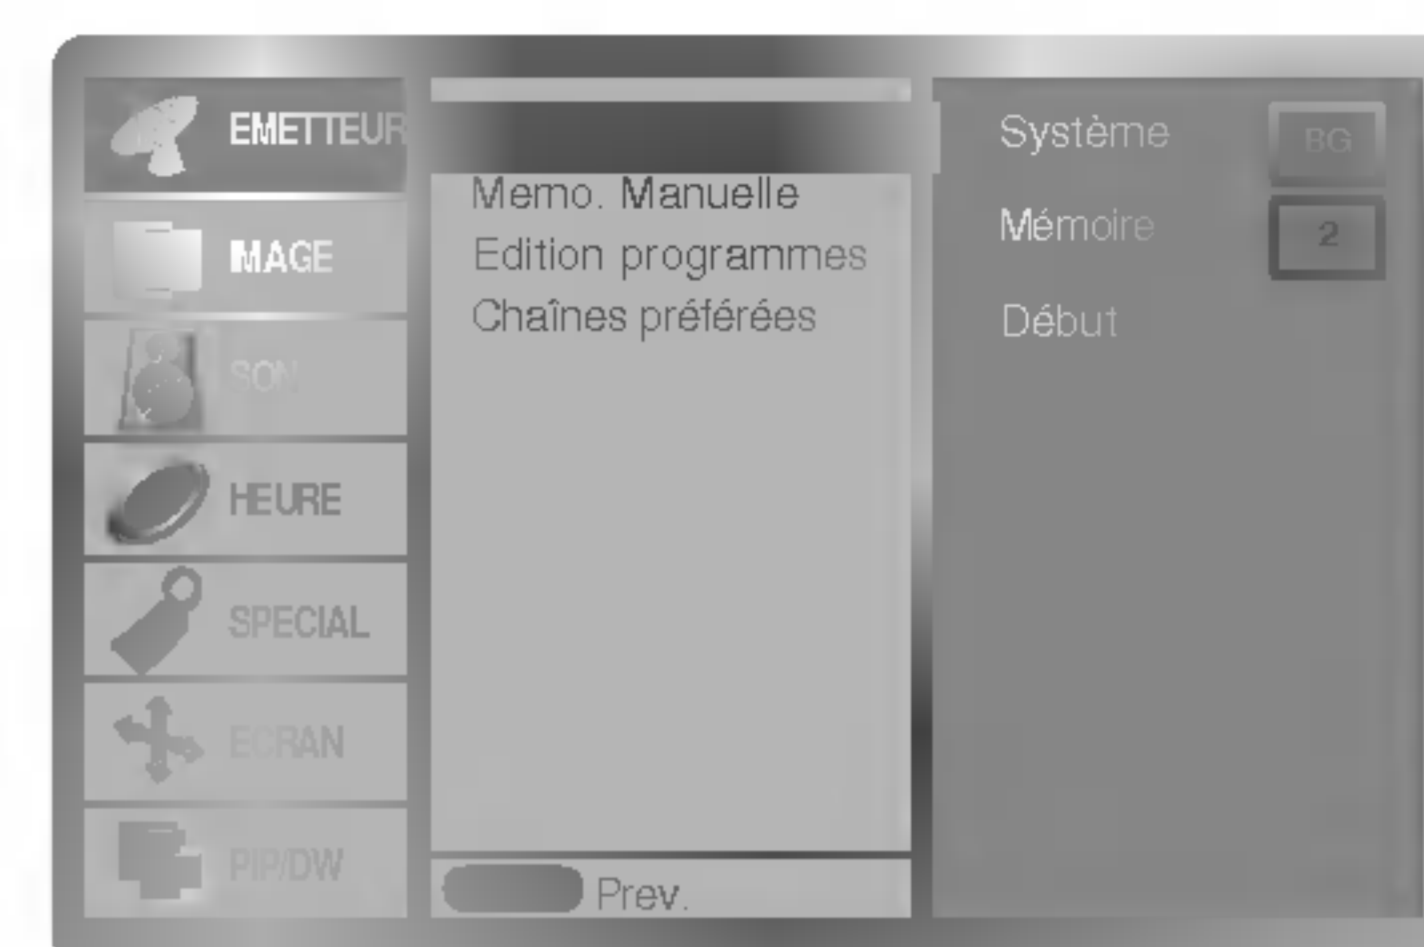 EMETTEUR
IMAGE
SON
HEURE
SPECIAL
ECRAN
PIP/DW
Memo. Manuelle
Edition programmes
Chaînes préférées
Prev.
Système BG
Mémoire 2
Début